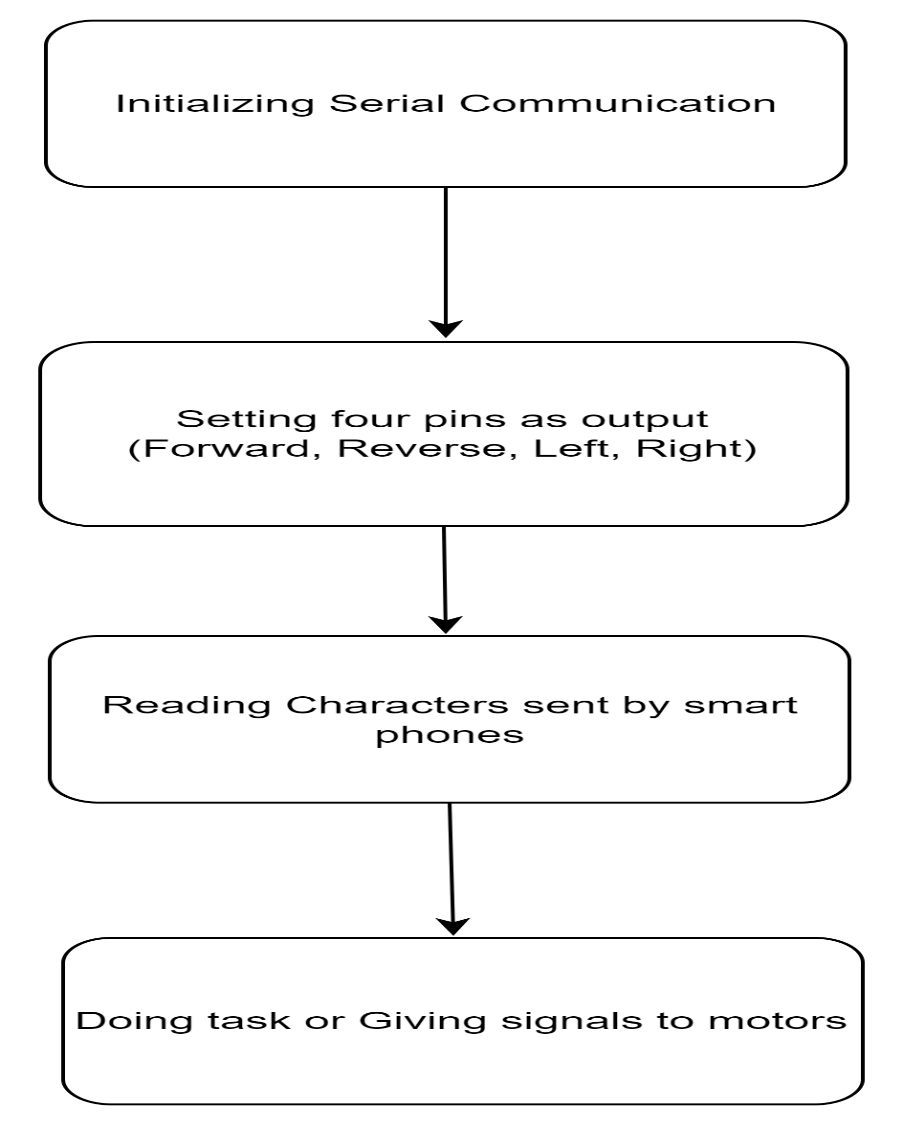 Initializing Serial Communication
Setting four pins as output
(Forward, Reverse, Left, Right)
Reading Characters sent by smart
phones
Doing task or Giving signals to motors